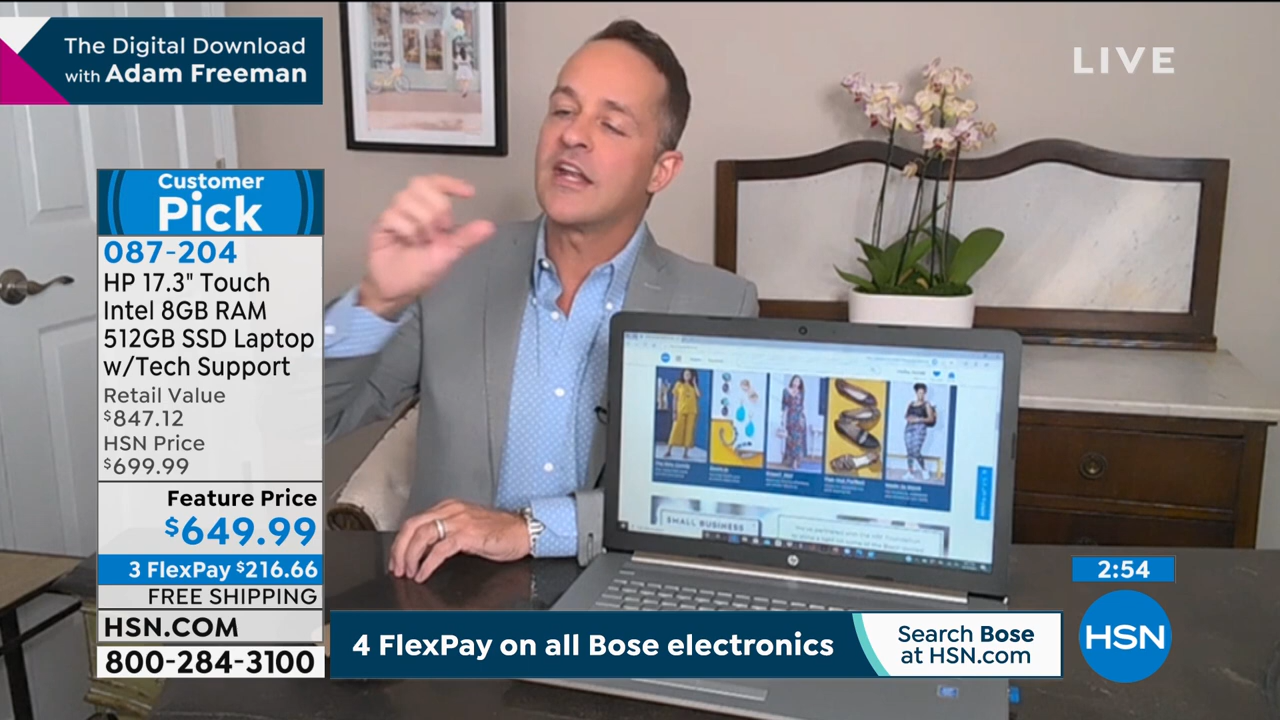 The Digital Download
with Adam Freeman
LIVE
Customer
Pick
087-204
HP 17.3" Touch
Intel 8GB RAM
512GB SSD Laptop
w/Tech Support
Retail Value
$847.12
HSN Price
$699.99
Feature Price
$649.99
3 FlexPay $216.66
FREE SHIPPING
HSN.COM
800-284-3100
SMALL BUSINESS
hp
4 FlexPay on all Bose electronics
Search Bose
at HSN.com
2:54
HSN